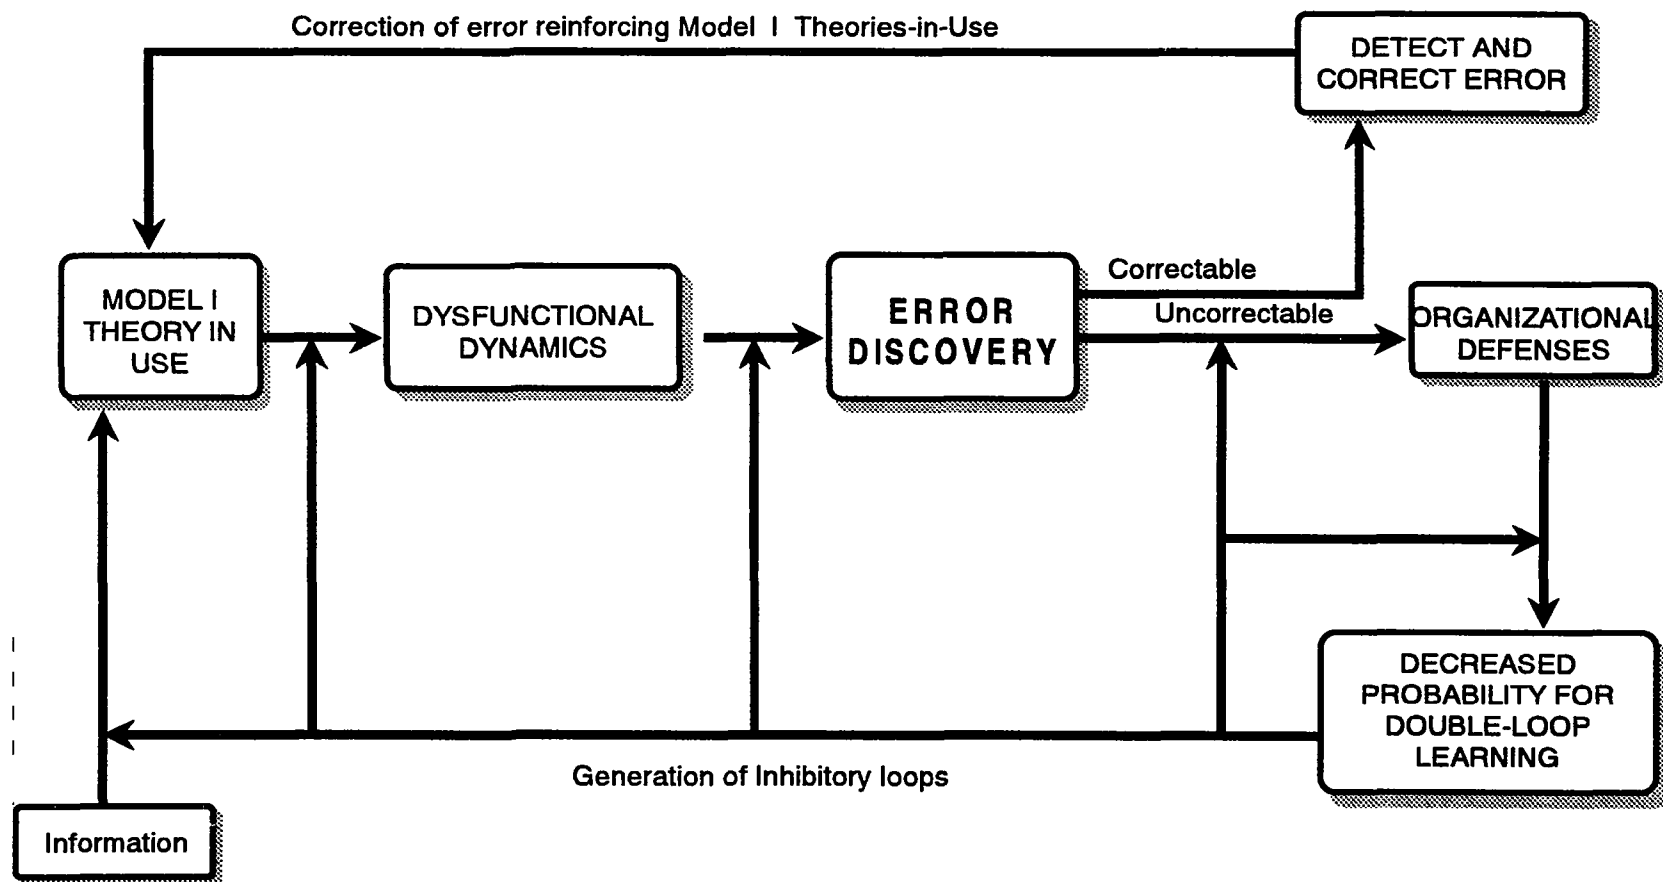 Correction of error reinforcing Model I Theories-in-Use
DETECT AND
CORRECT ERROR
MODEL I
THEORY IN
USE
DYSFUNCTIONAL
DYNAMICS
ERROR
DISCOVERY
Correctable
Uncorrectable
ORGANIZATIONAL
DEFENSES
DECREASED
PROBABILITY FOR
DOUBLE-LOOP
LEARNING
Generation of Inhibitory loops
Information